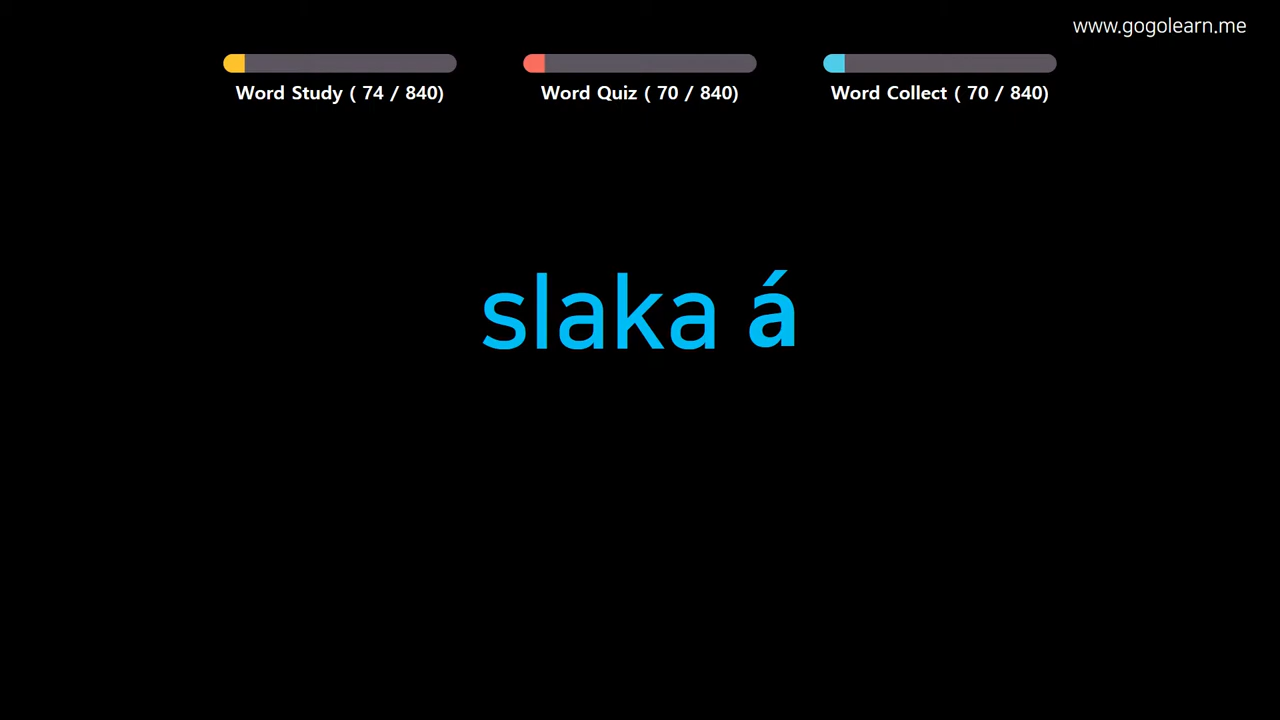 www.gogolearn.me
Word Study ( 74 / 840)
Word Quiz ( 70 / 840)
Word Collect ( 70 / 840)
slaka á